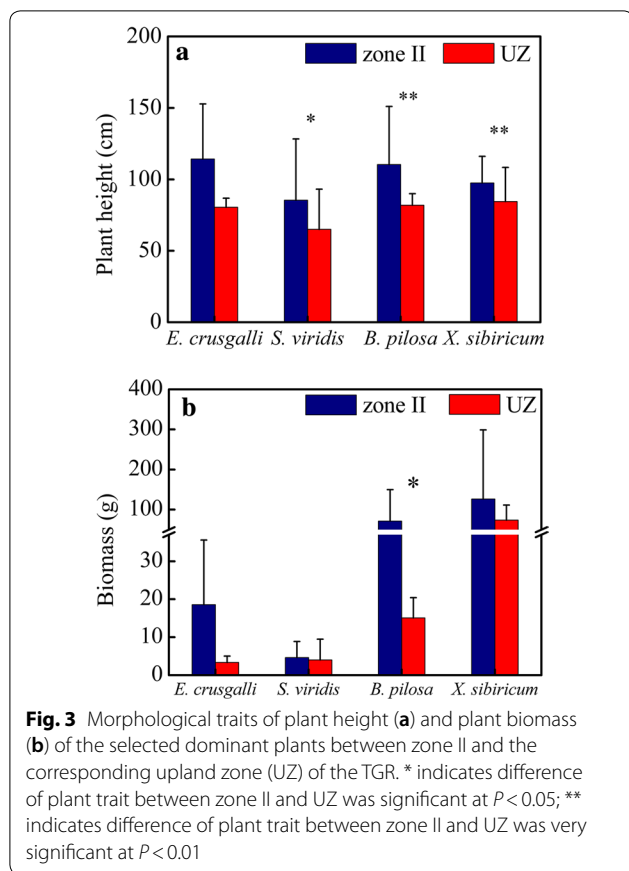 a
zone II
UZ
Plant height (cm)
200
150
100
50
0
*
**
**
E. crusgalli S. viridis B. pilosa X. sibiricum
b
zone II
UZ
Biomass (g)
400
300
200
100
30
20
10
0
*
E. crusgalli S. viridis B. pilosa X. sibiricum
Fig. 3 Morphological traits of plant height (a) and plant biomass
(b) of the selected dominant plants between zone II and the
corresponding upland zone (UZ) of the TGR. * indicates difference
of plant trait between zone II and UZ was significant at P < 0.05; **
indicates difference of plant trait between zone II and UZ was very
significant at P < 0.01